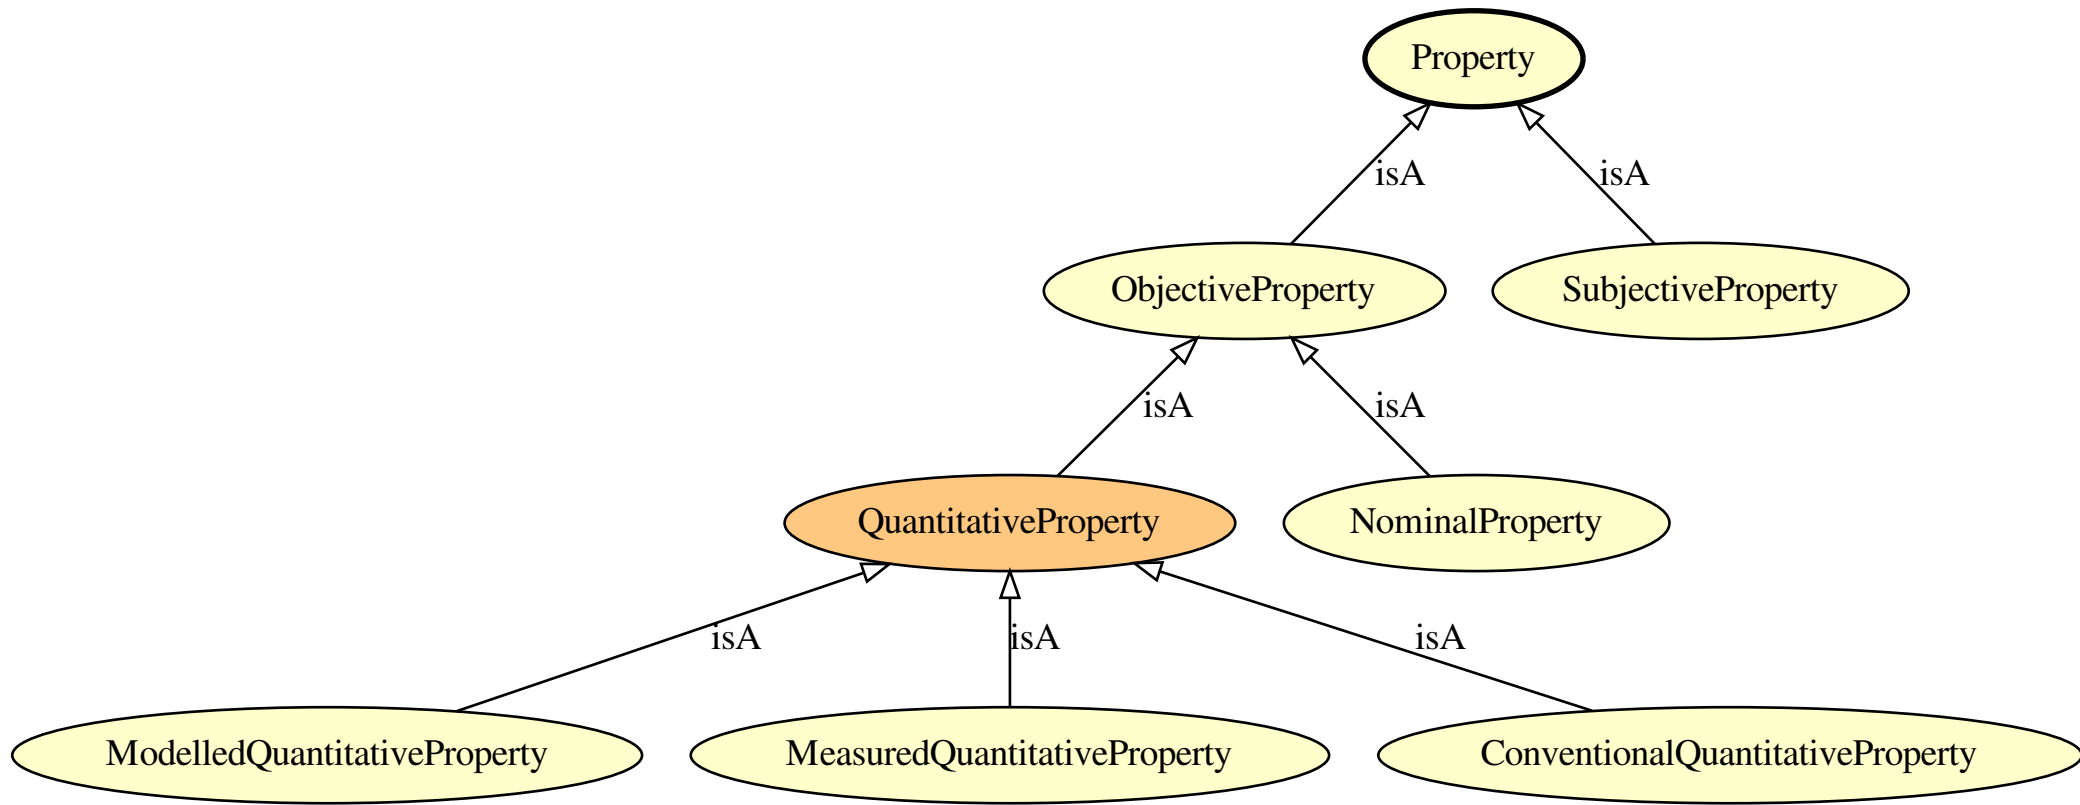 Property
isA
isA
ObjectiveProperty
SubjectiveProperty
isA
isA
QuantitativeProperty
NominalProperty
isA
isA
isA
ModelledQuantitativeProperty
MeasuredQuantitativeProperty
ConventionalQuantitativeProperty